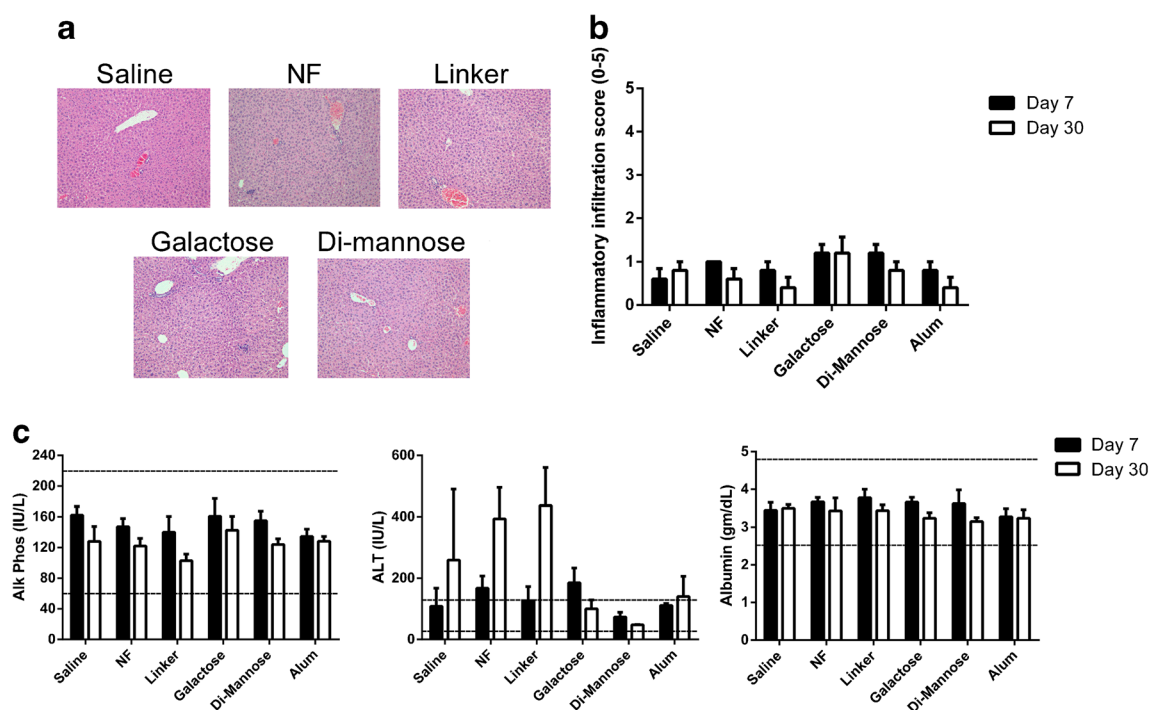 a
Saline
NF
Linker
Galactose
Di-mannose
b
Inflammatory infiltration score (0-5)
5
4
3
2
1
0
Saline
NF
Linker
Galactose
Di-Mannose
Alum
Day 7
Day 30
c
Alk Phos (IU/L)
240
200
160
120
80
40
0
Saline
NF
Linker
Galactose
Di-Mannose
Alum
ALT (IU/L)
600
400
200
0
Saline
NF
Linker
Galactose
Di-Mannose
Alum
Albumin (gm/dL)
5
4
3
2
1
0
Saline
NF
Linker
Galactose
Di-Mannose
Alum
Day 7
Day 30